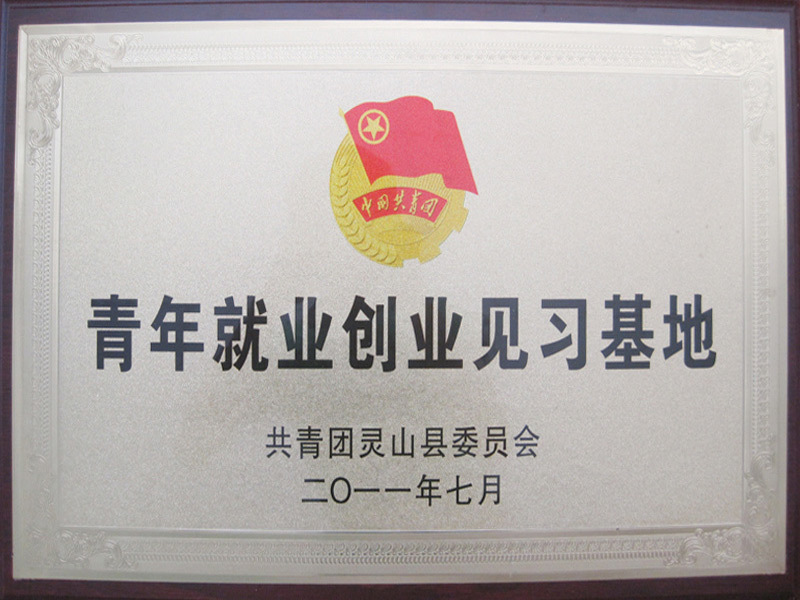 中国共青团
青年就业创业见习基地
共青团灵山县委员会
二〇一一年七月